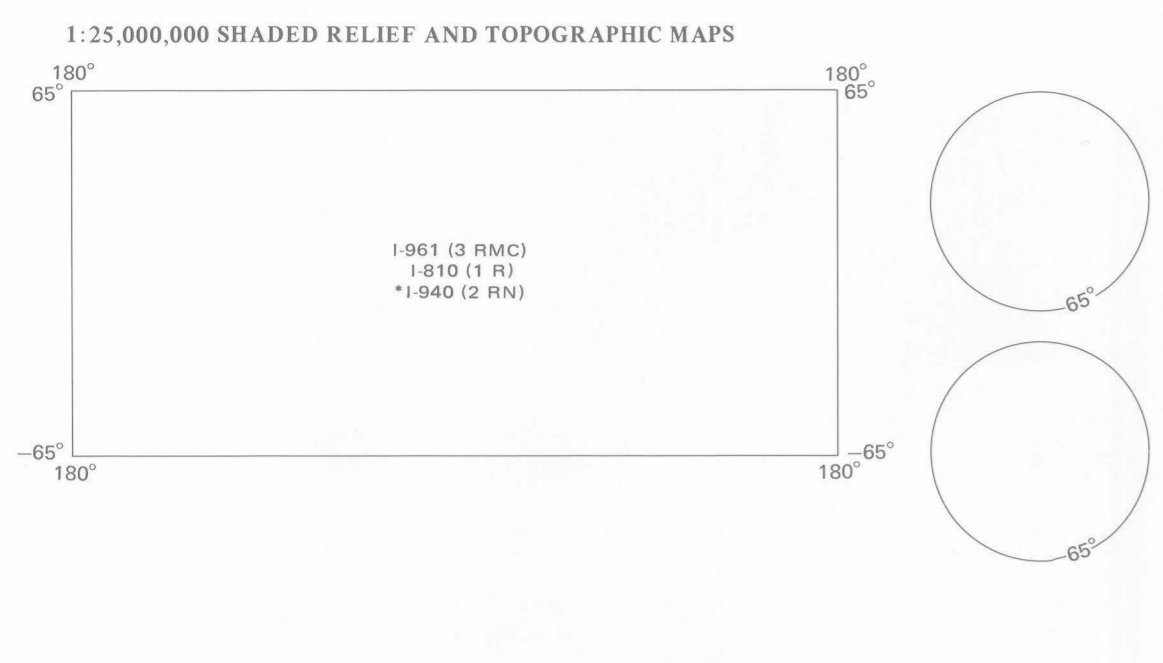 1:25,000,000 SHADED RELIEF AND TOPOGRAPHIC MAPS
180° 180°
65° 65°
I-961 (3 RMC)
I-810 (1 R)
*I-940 (2 RN)
65°
−65° −65°
180° 180°
65°